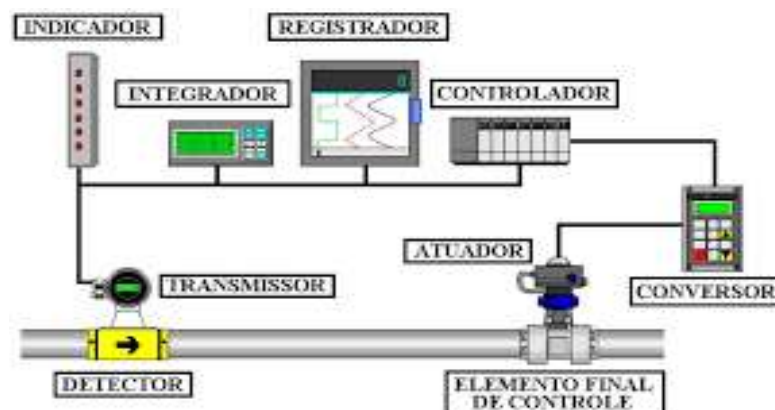 INDICADOR
REGISTRADOR
INTEGRADOR
CONTROLADOR
ATUADOR
TRANSMISSOR
CONVERSOR
DETECTOR
ELEMENTO FINAL
DE CONTROLE